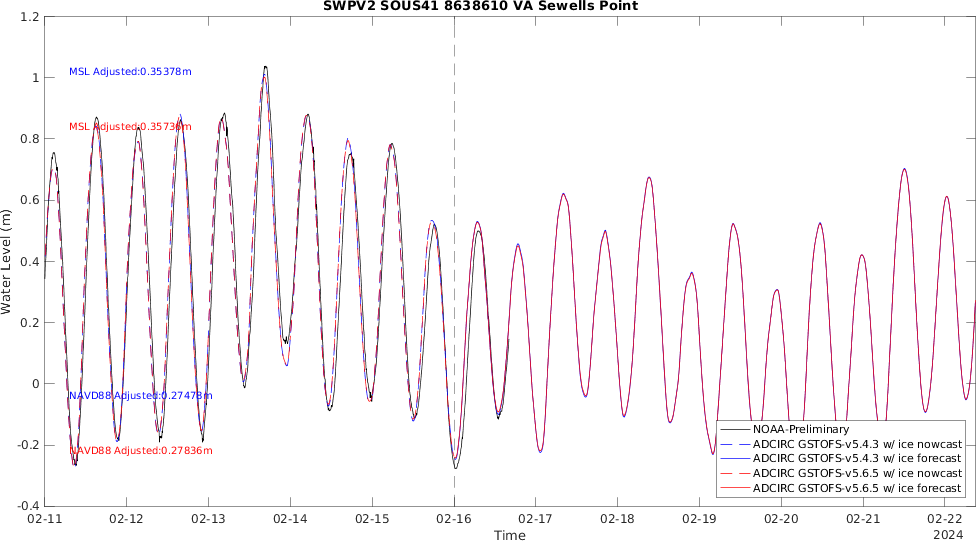 SWPV2 SOUS41 8638610 VA Sewells Point
1.2
1
0.8
0.6
0.4
0.2
0
-0.2
-0.4
Water Level (m)
MSL Adjusted:0.35378m
MSL Adjusted:0.35736m
NAVD88 Adjusted:0.27478m
NAVD88 Adjusted:0.27836m
NOAA-Preliminary
ADCIRC GSTOFS-v5.4.3 w/ ice nowcast
ADCIRC GSTOFS-v5.4.3 w/ ice forecast
ADCIRC GSTOFS-v5.6.5 w/ ice nowcast
ADCIRC GSTOFS-v5.6.5 w/ ice forecast
02-11 02-12 02-13 02-14 02-15 02-16 02-17 02-18 02-19 02-20 02-21 02-22
2024
Time